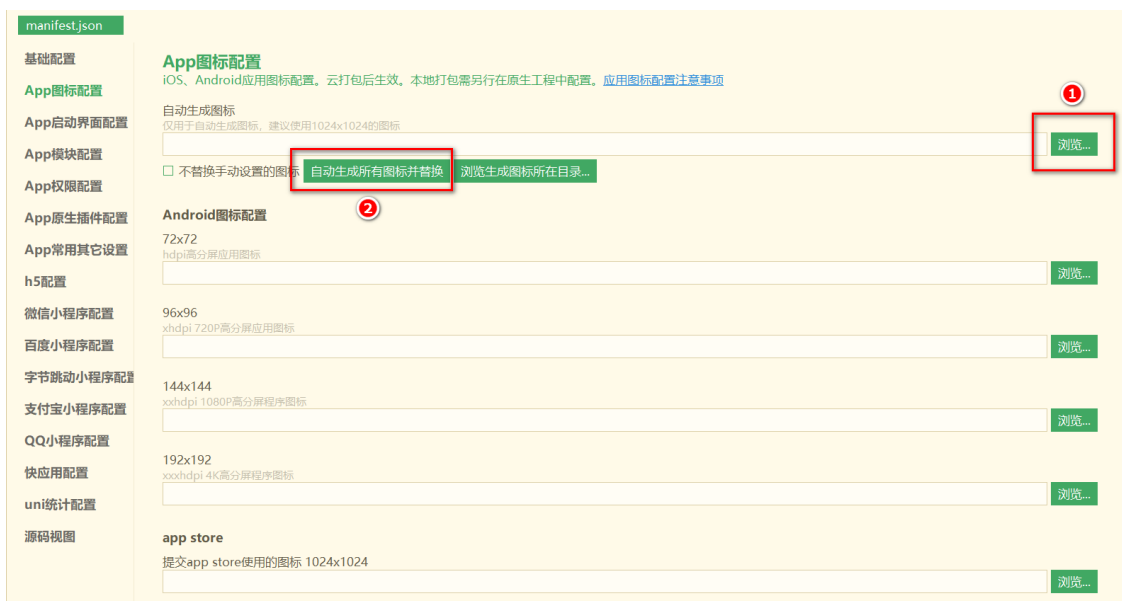 manifest.json
基础配置
App图标配置
App启动界面配置
App模块配置
App权限配置
App原生插件配置
App常用其它设置
h5配置
微信小程序配置
百度小程序配置
字节跳动小程序配置
支付宝小程序配置
QQ小程序配置
快应用配置
uni统计配置
源码视图
App图标配置
iOS、Android应用图标配置。云打包后生效。本地打包需另行在原生工程中配置。应用图标配置注意事项
1
自动生成图标
仅用于自动生成图标，建议使用1024x1024的图标
浏览...
不替换手动设置的图标 自动生成所有图标并替换 浏览生成图标所在目录...
2
Android图标配置
72x72
hdpi高分屏应用图标
浏览...
96x96
xhdpi 720P高分屏应用图标
浏览...
144x144
xxhdpi 1080P高分屏程序图标
浏览...
192x192
xxxhdpi 4K高分屏程序图标
浏览...
app store
提交app store使用的图标 1024x1024
浏览...